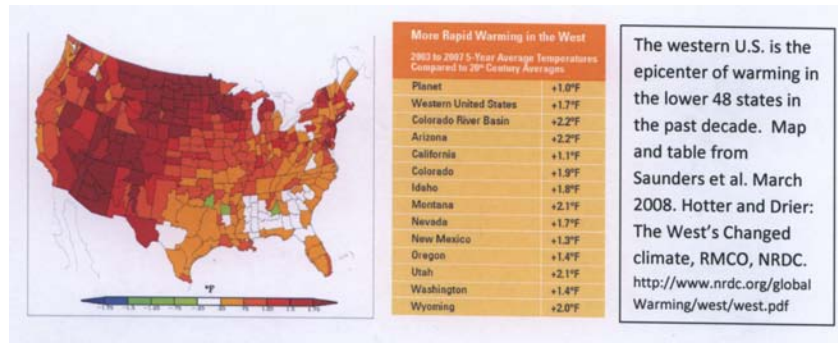 °F
More Rapid Warming in the West
2003 to 2007 5-Year Average Temperatures
Compared to 20th Century Averages
Planet +1.0°F
Western United States +1.7°F
Colorado River Basin +2.2°F
Arizona +2.2°F
California +1.1°F
Colorado +1.9°F
Idaho +1.8°F
Montana +2.1°F
Nevada +1.7°F
New Mexico +1.3°F
Oregon +1.4°F
Utah +2.1°F
Washington +1.4°F
Wyoming +2.0°F
The western U.S. is the
epicenter of warming in
the lower 48 states in
the past decade. Map
and table from
Saunders et al. March
2008. Hotter and Drier:
The West's Changed
climate, RMCO, NRDC.
http://www.nrdc.org/global
Warming/west/west.pdf